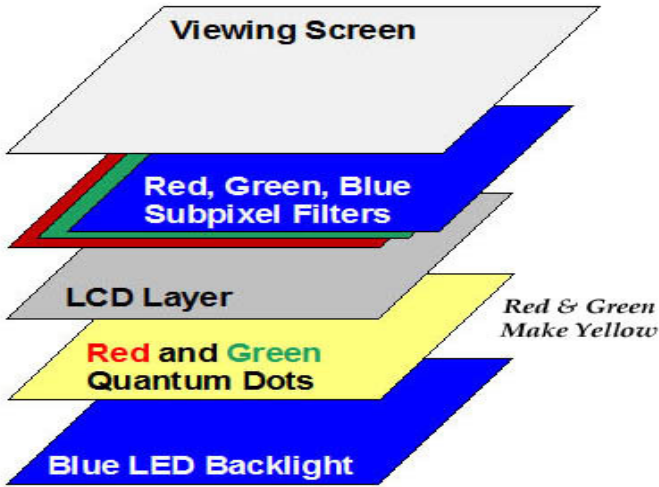 Viewing Screen
Red, Green, Blue
Subpixel Filters
LCD Layer
Red & Green
Make Yellow
Red and Green
Quantum Dots
Blue LED Backlight